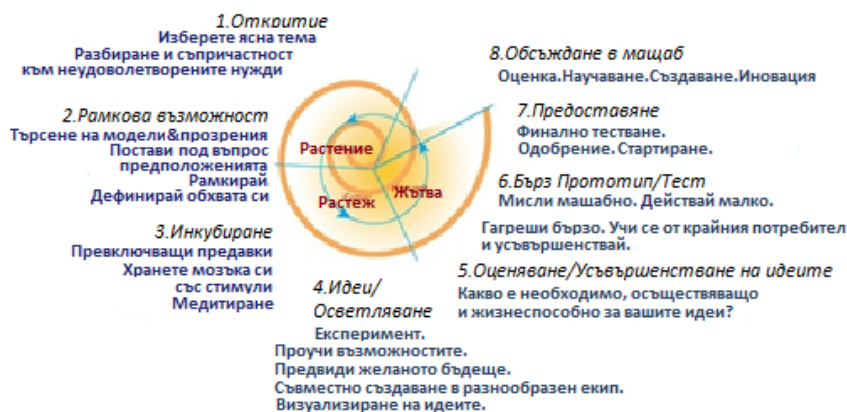 1.Откритие
Изберете ясна тема
Разбиране и съпричастност
към неудоволетворените нужди
2.Рамкова възможност
Търсене на модели&прозрения
Постави под въпрос
предположенията
Рамкирай
Дефинирай обхвата си
3.Инкубиране
Превключващи предавки
Хранете мозъка си
със стимули
Медитиране
4.Идеи/
Осветляване
Експеримент.
Проучи възможностите.
Предвиди желаното бъдеще.
Съвместно създаване в разнообразен екип.
Визуализиране на идеите.
5.Оценяване/Усъвършенстване на идеите
Какво е необходимо, осъществяващо
и жизнеспособно за вашите идеи?
6.Бърз Прототип/Тест
Мисли машабно. Действай малко.
Гагреши бързо. Учи се от крайния потребител
и усъвършенствай.
7.Предоставяне
Финално тестване.
Одобрение.Стартиране.
8.Обсъждане в мащаб
Оценка.Научаване.Създаване.Иновация
Растение
Растеж
Жътва